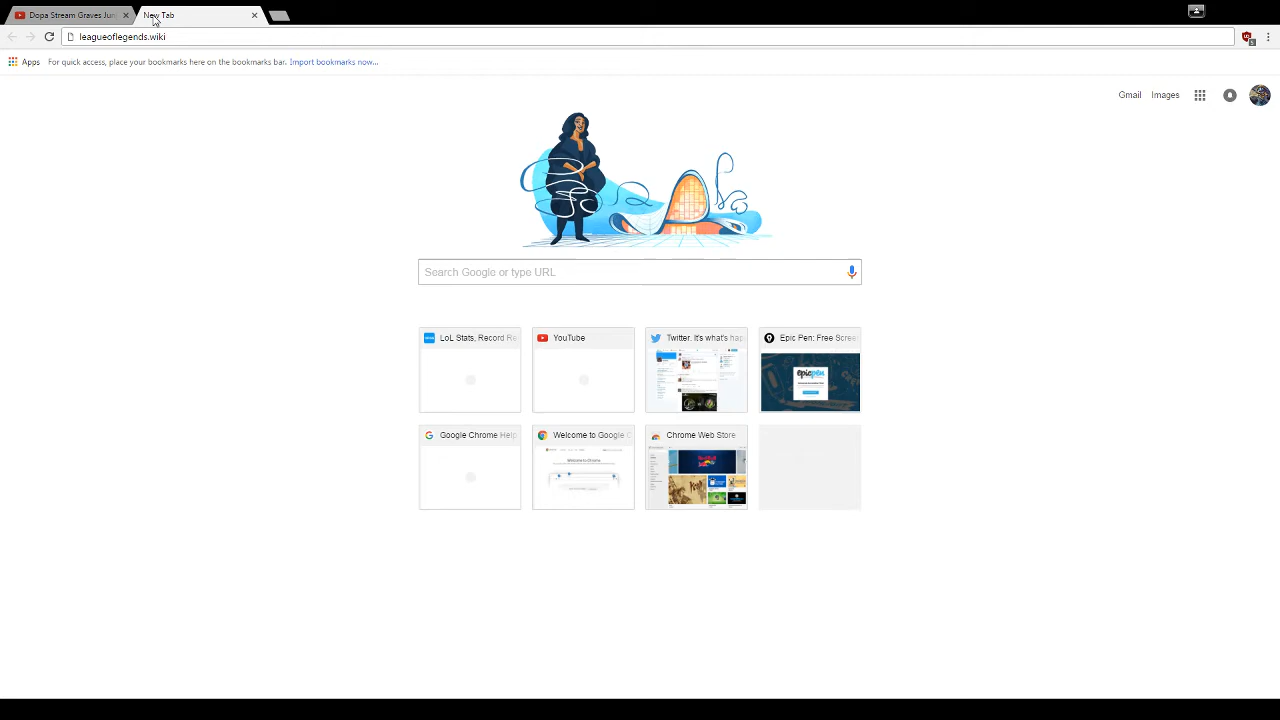 Dopa Stream Graves Jun
New Tab
leagueoflegends.wiki
Apps For quick access, place your bookmarks here on the bookmarks bar. Import bookmarks now...
Gmail Images
Search Google or type URL
LoL Stats, Record Re
YouTube
Twitter. It's what's hap
Epic Pen: Free Scree
epicpen
Google Chrome Help
Welcome to Google C
Chrome Web Store